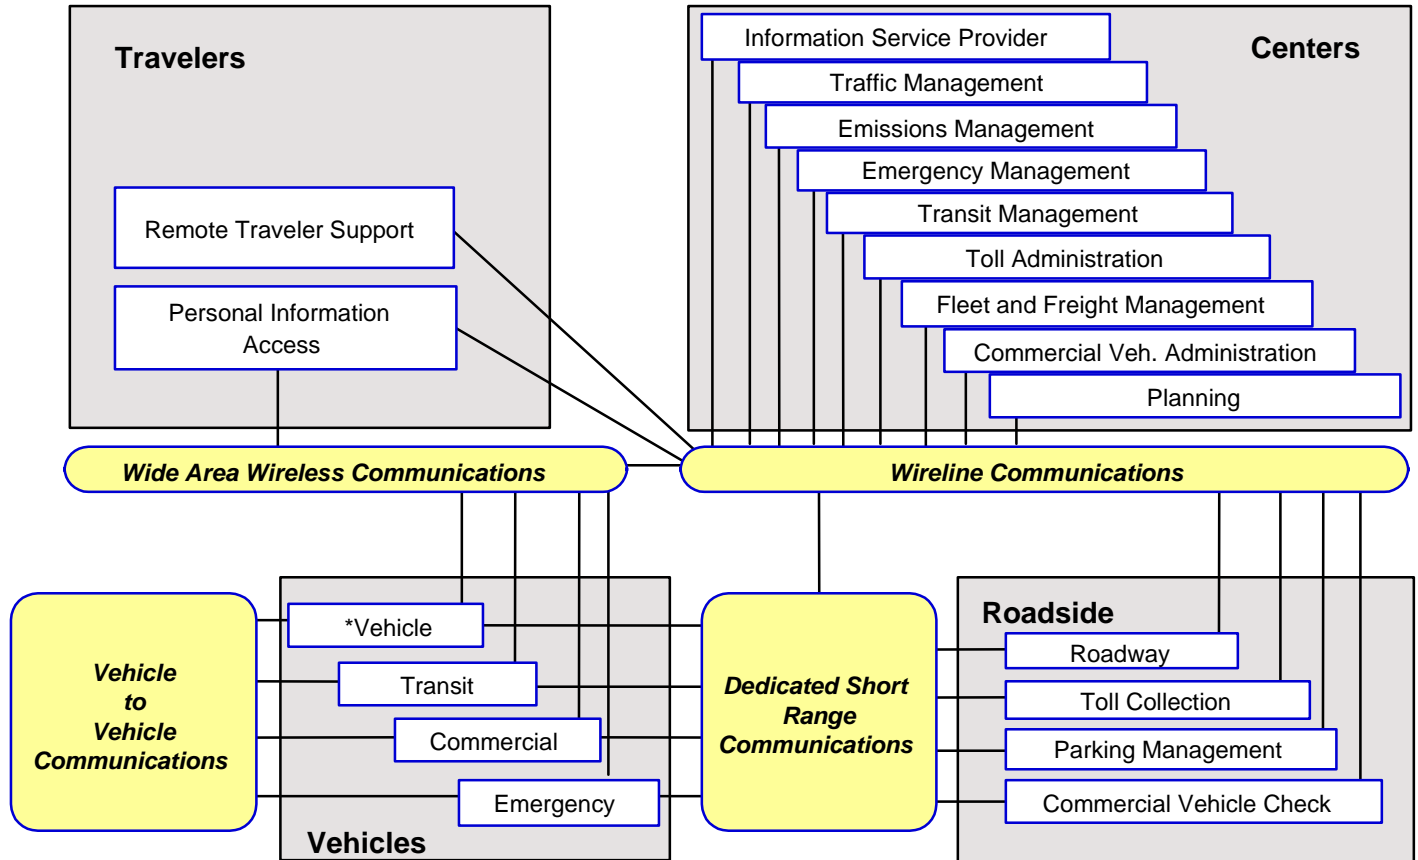 Travelers
Remote Traveler Support
Personal Information
Access
Centers
Information Service Provider
Traffic Management
Emissions Management
Emergency Management
Transit Management
Toll Administration
Fleet and Freight Management
Commercial Veh. Administration
Planning
Wide Area Wireless Communications
Wireline Communications
Vehicle
to
Vehicle
Communications
*Vehicle
Transit
Commercial
Emergency
Vehicles
Dedicated Short
Range
Communications
Roadside
Roadway
Toll Collection
Parking Management
Commercial Vehicle Check